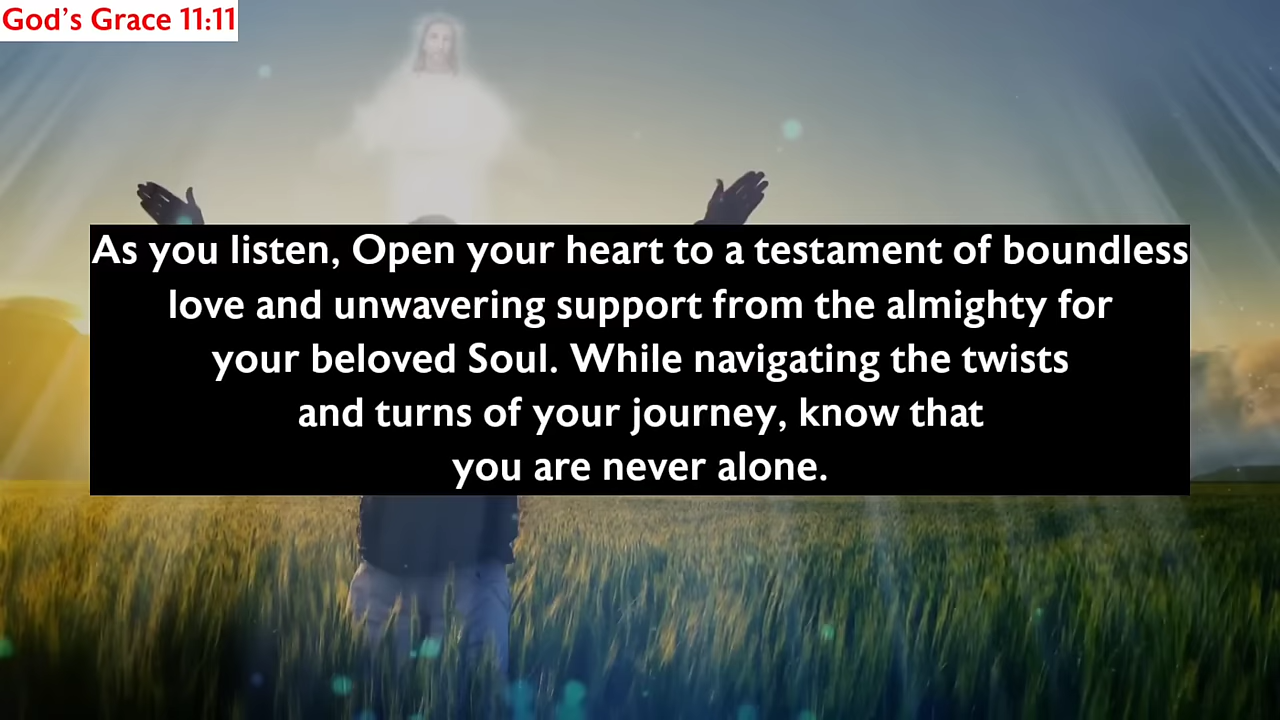 God's Grace 11:11
As you listen, Open your heart to a testament of boundless
love and unwavering support from the almighty for
your beloved Soul. While navigating the twists
and turns of your journey, know that
you are never alone.